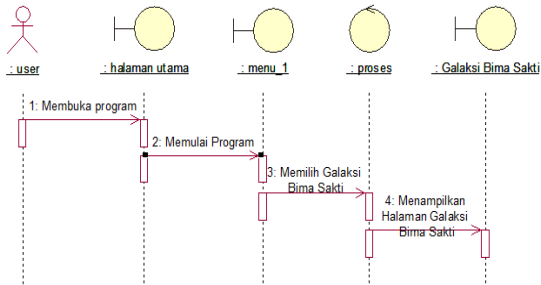 : user
: halaman utama
: menu_1
: proses
: Galaksi Bima Sakti
1: Membuka program
2: Memulai Program
3: Memilih Galaksi
Bima Sakti
4: Menampilkan
Halaman Galaksi
Bima Sakti